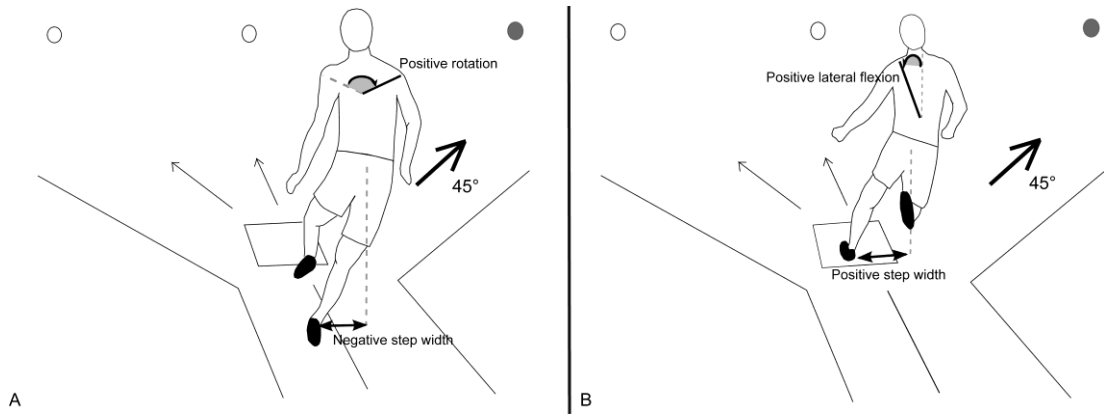 Positive rotation
45°
Negative step width
A
Positive lateral flexion
45°
Positive step width
B